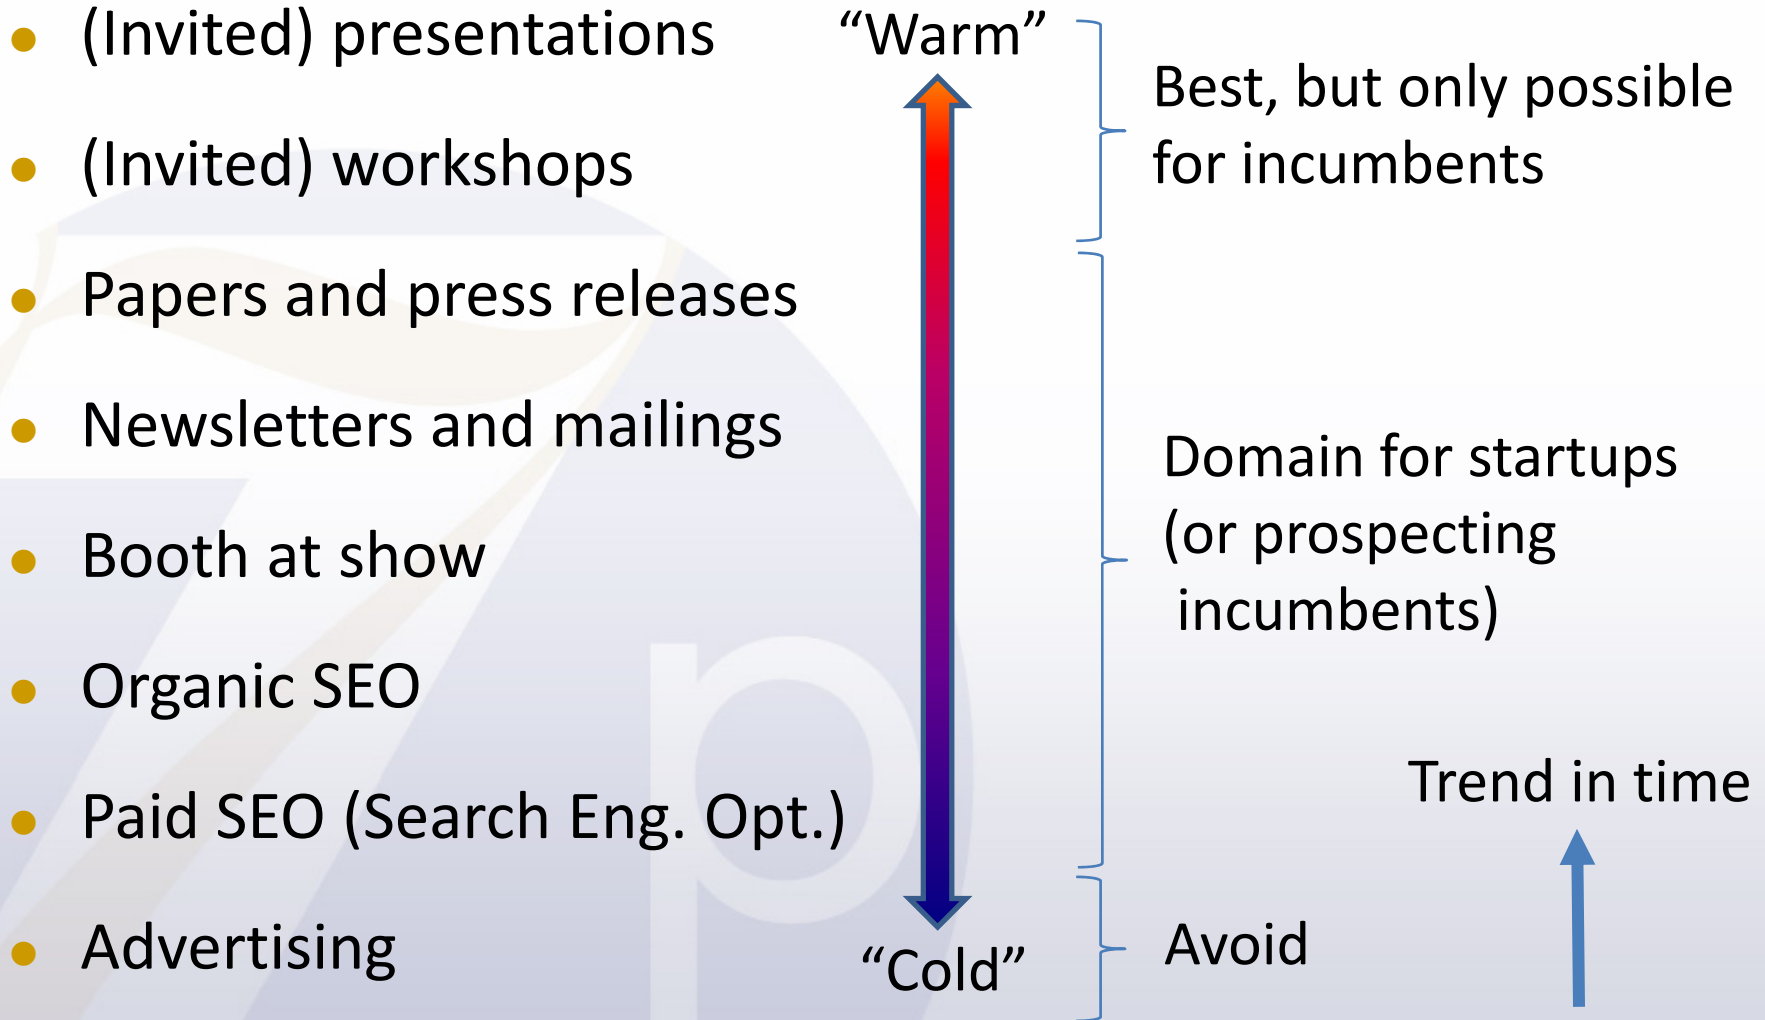 (Invited) presentations
(Invited) workshops
Papers and press releases
Newsletters and mailings
Booth at show
Organic SEO
Paid SEO (Search Eng. Opt.)
Advertising
“Warm”
“Cold”
Best, but only possible
for incumbents
Domain for startups
(or prospecting
incumbents)
Avoid
Trend in time
7p